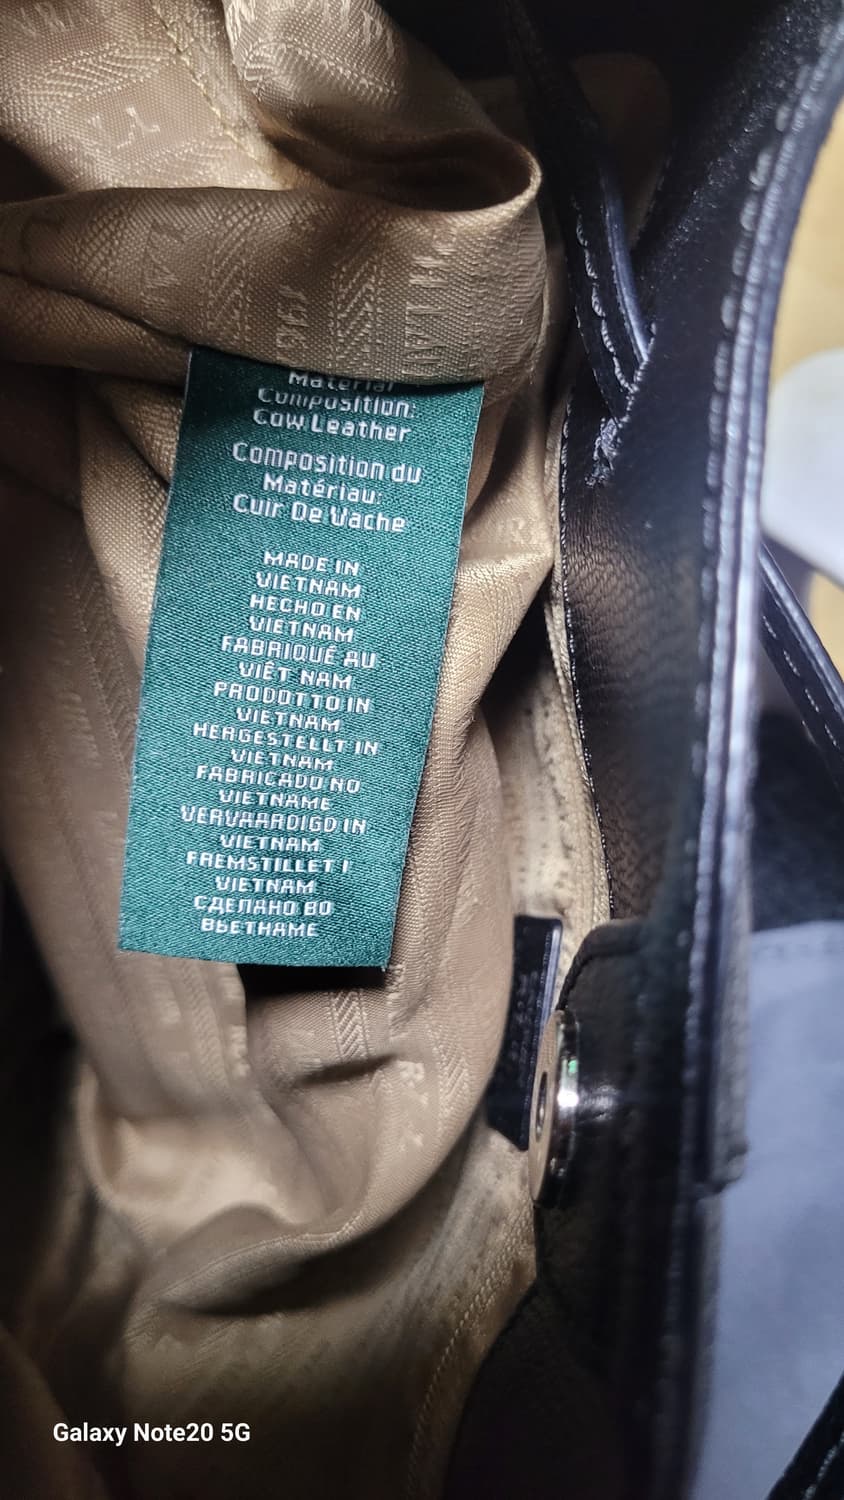 Material
Composition:
Cow Leather
Composition du
Matériau:
Cuir De Vache
MADE IN
VIETNAM
HECHO EN
VIETNAM
FABRIQUÉ AU
VIÊT NAM
PRODOTTO IN
VIETNAM
HERGESTELLT IN
VIETNAM
FABRICADO NO
VIETNAME
VERVAARDIGD IN
VIETNAM
FREMSTILLET I
VIETNAM
СДЕЛАНО ВО
ВЬЕТНАМЕ
Galaxy Note20 5G